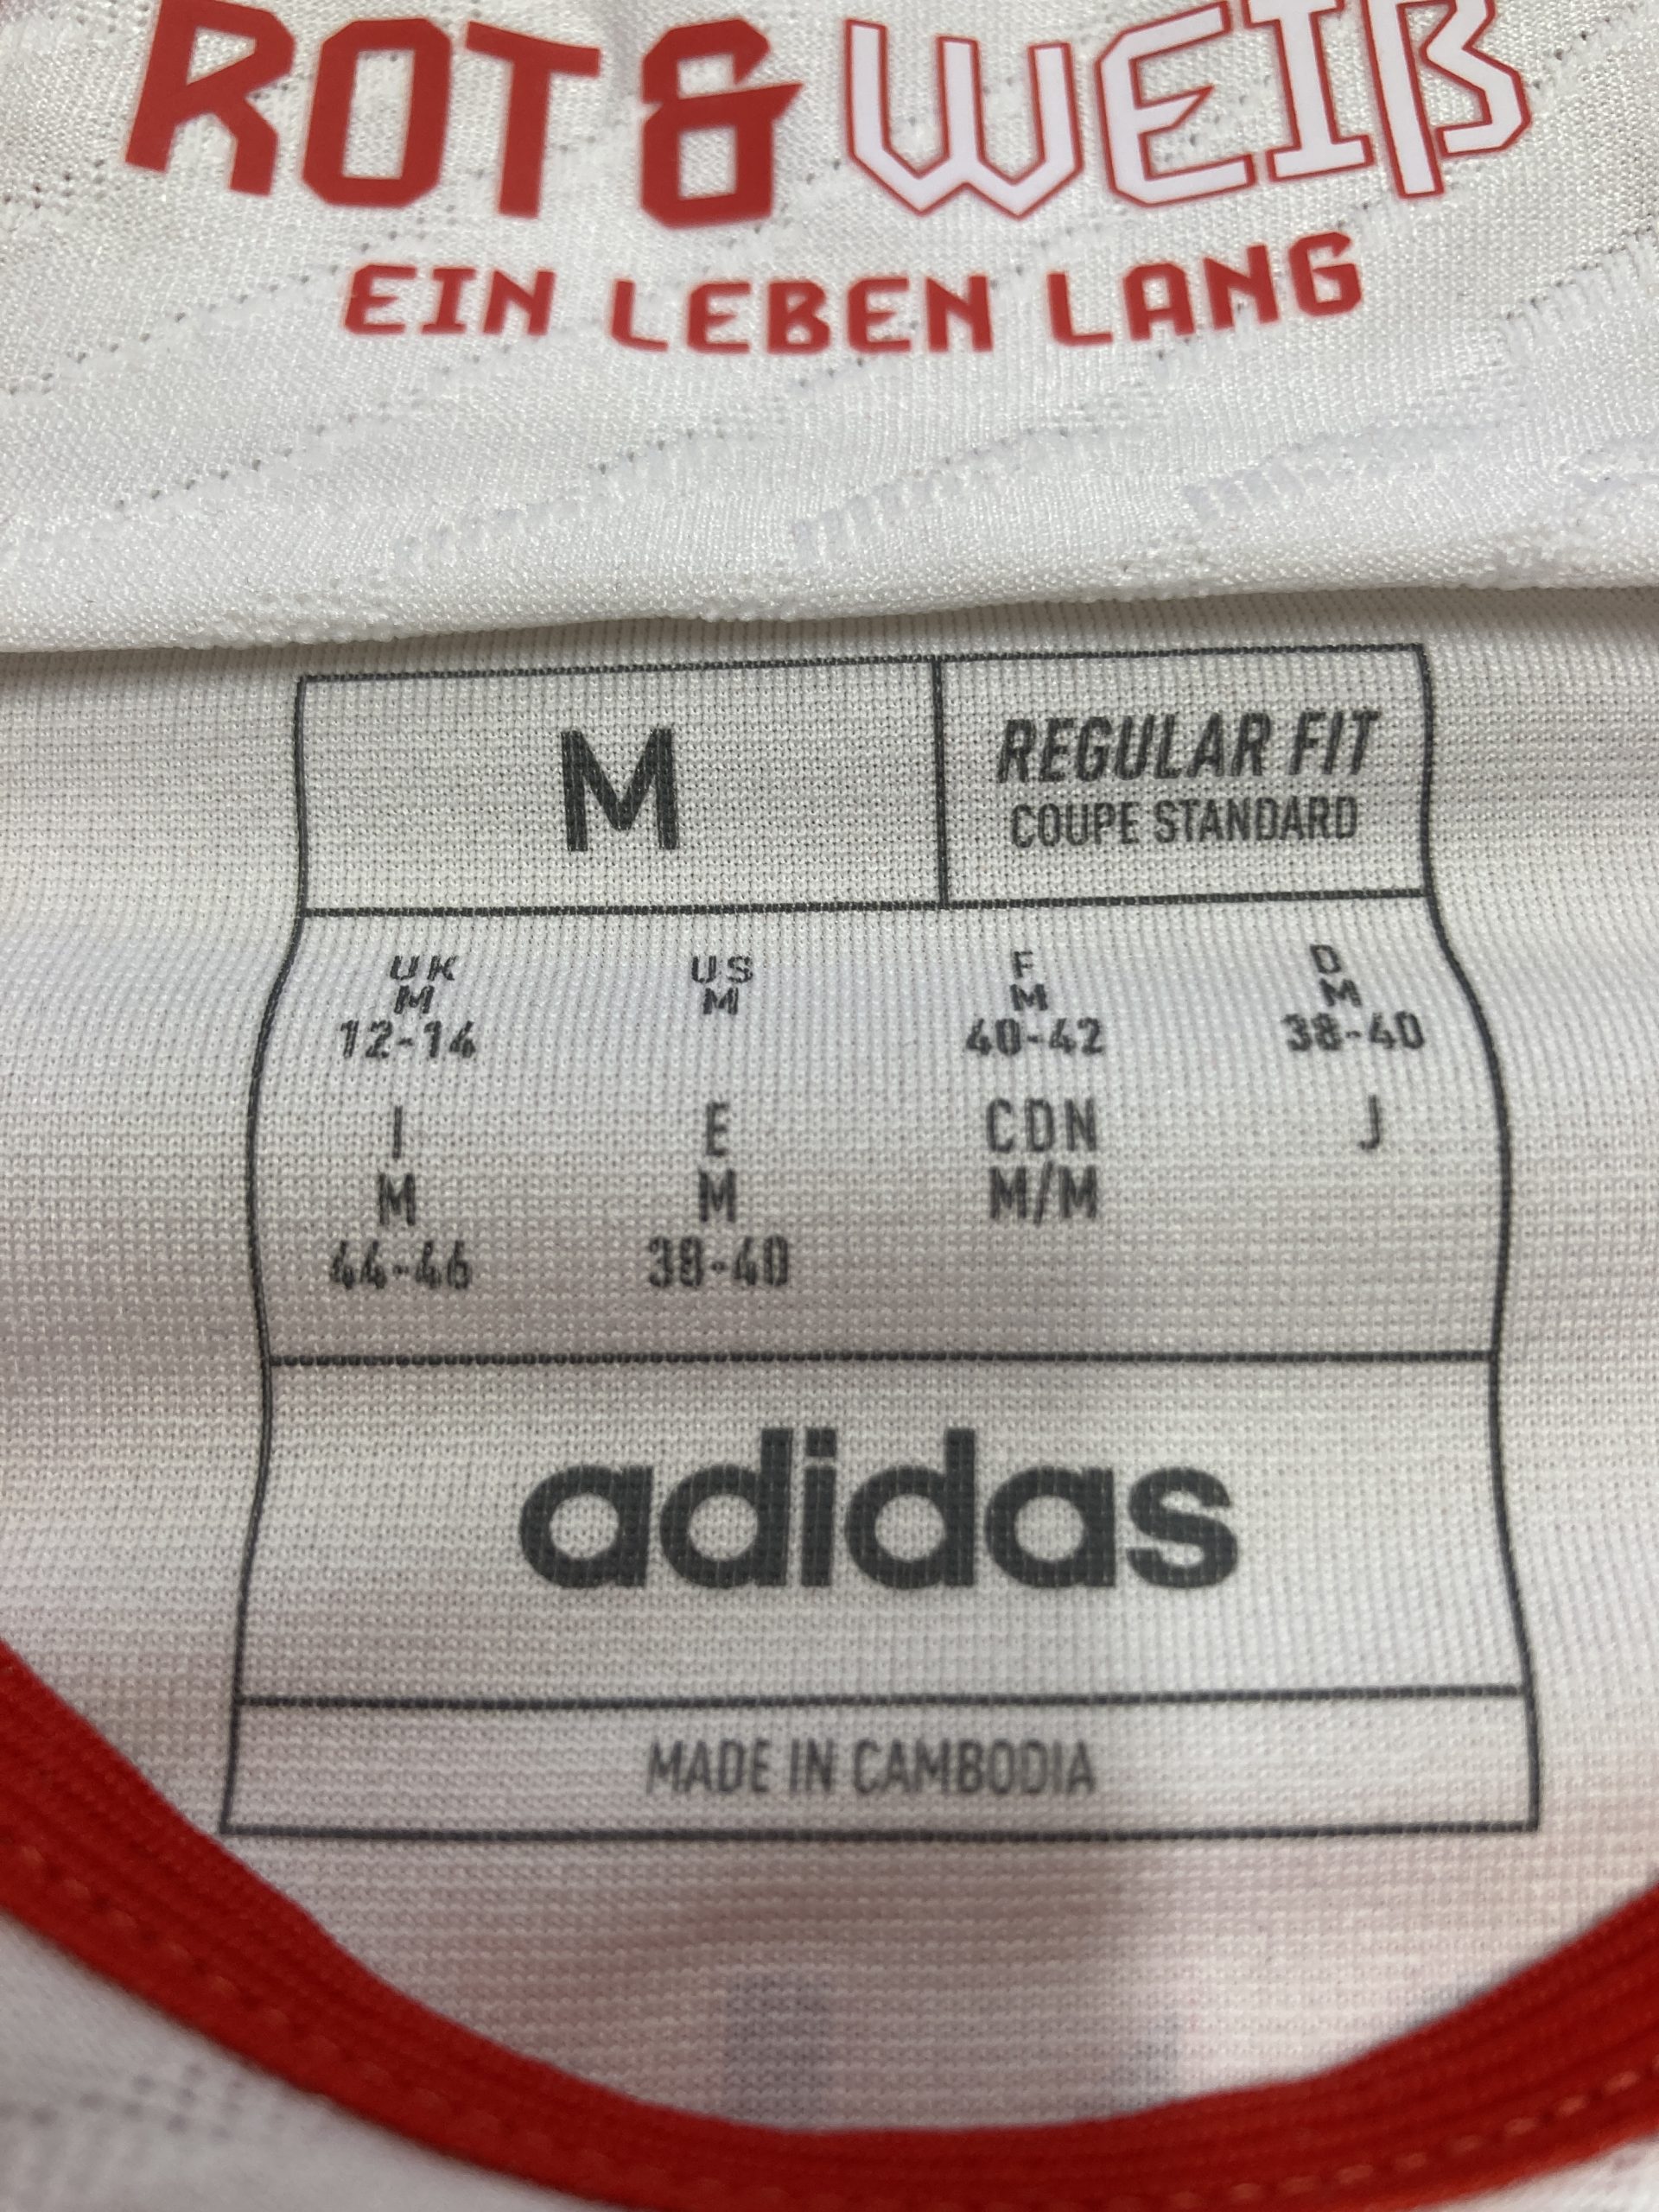 ROT & WEIß
EIN LEBEN LANG
M
REGULAR FIT
COUPE STANDARD
UK US F D
M M M M
12-14 40-42 38-40
I E CDN J
M M M/M
44-46 38-40
adidas
MADE IN CAMBODIA